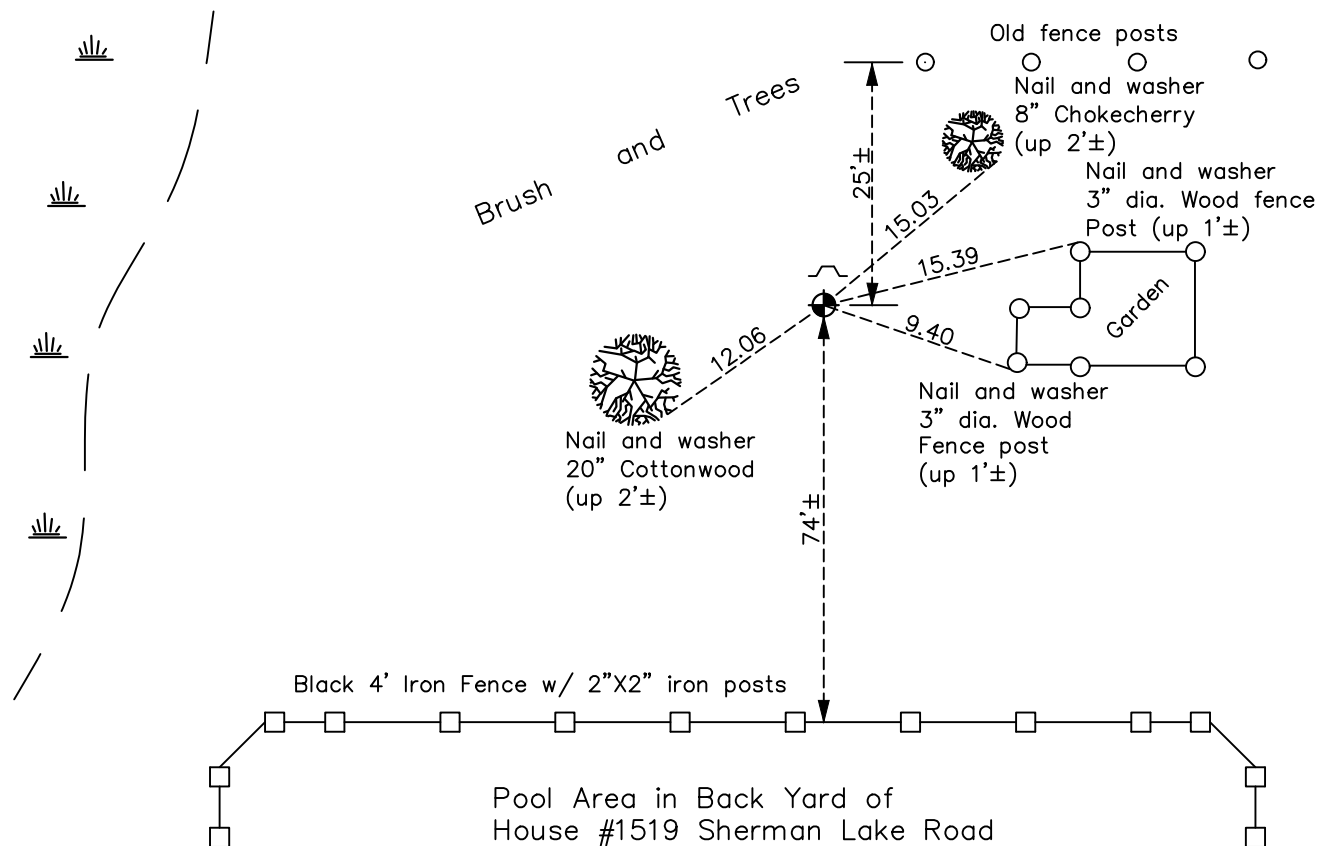 Old fence posts
Nail and washer
8" Chokecherry
(up 2'±)
Brush and Trees
25'±
Nail and washer
3" dia. Wood fence
Post (up 1'±)
15.03
15.39
Garden
9.40
12.06
Nail and washer
3" dia. Wood
Fence post
(up 1'±)
Nail and washer
20" Cottonwood
(up 2'±)
74'±
Black 4' Iron Fence w/ 2"X2" iron posts
Pool Area in Back Yard of
House #1519 Sherman Lake Road